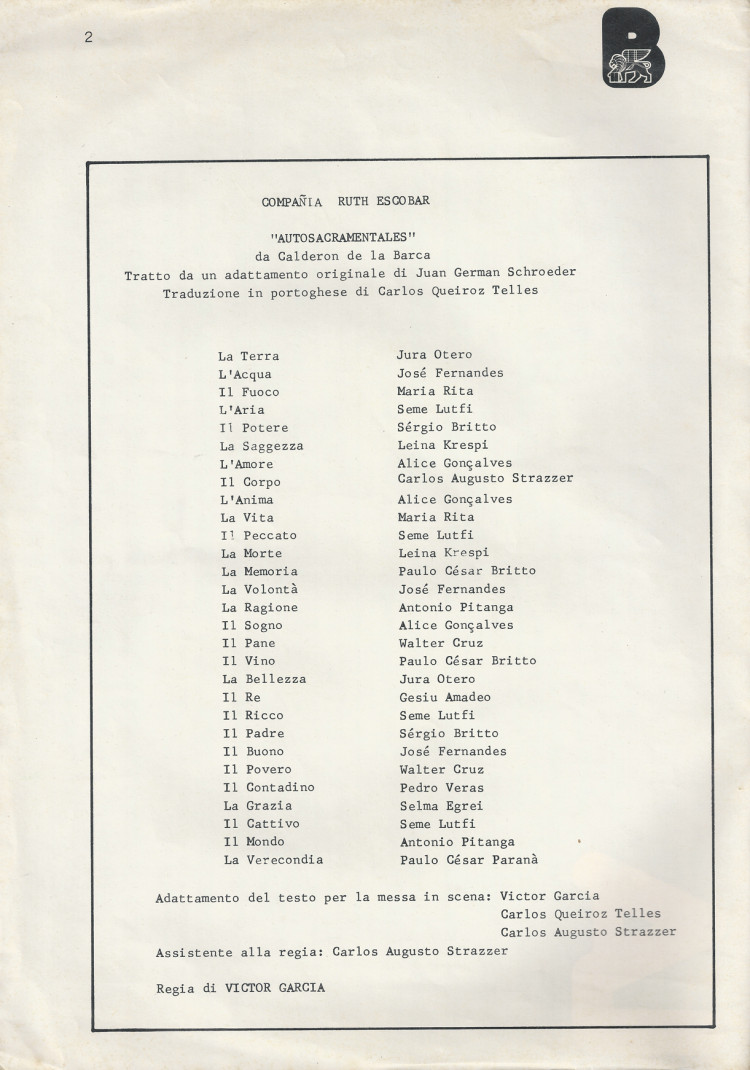 2
B
COMPAÑIA RUTH ESCOBAR
"AUTOSACRAMENTALES"
da Calderon de la Barca
Tratto da un adattamento originale di Juan German Schroeder
Traduzione in portoghese di Carlos Queiroz Telles
La Terra Jura Otero
L'Acqua José Fernandes
Il Fuoco Maria Rita
L'Aria Seme Lutfi
Il Potere Sérgio Britto
La Saggezza Leina Krespi
L'Amore Alice Gonçalves
Il Corpo Carlos Augusto Strazzer
L'Anima Alice Gonçalves
La Vita Maria Rita
Il Peccato Seme Lutfi
La Morte Leina Krespi
La Memoria Paulo César Britto
La Volontà José Fernandes
La Ragione Antonio Pitanga
Il Sogno Alice Gonçalves
Il Pane Walter Cruz
Il Vino Paulo César Britto
La Bellezza Jura Otero
Il Re Gesiu Amadeo
Il Ricco Seme Lutfi
Il Padre Sérgio Britto
Il Buono José Fernandes
Il Povero Walter Cruz
Il Contadino Pedro Veras
La Grazia Selma Egrei
Il Cattivo Seme Lutfi
Il Mondo Antonio Pitanga
La Verecondia Paulo César Paranà
Adattamento del testo per la messa in scena: Victor Garcia
Carlos Queiroz Telles
Carlos Augusto Strazzer
Assistente alla regia: Carlos Augusto Strazzer
Regia di VICTOR GARCIA